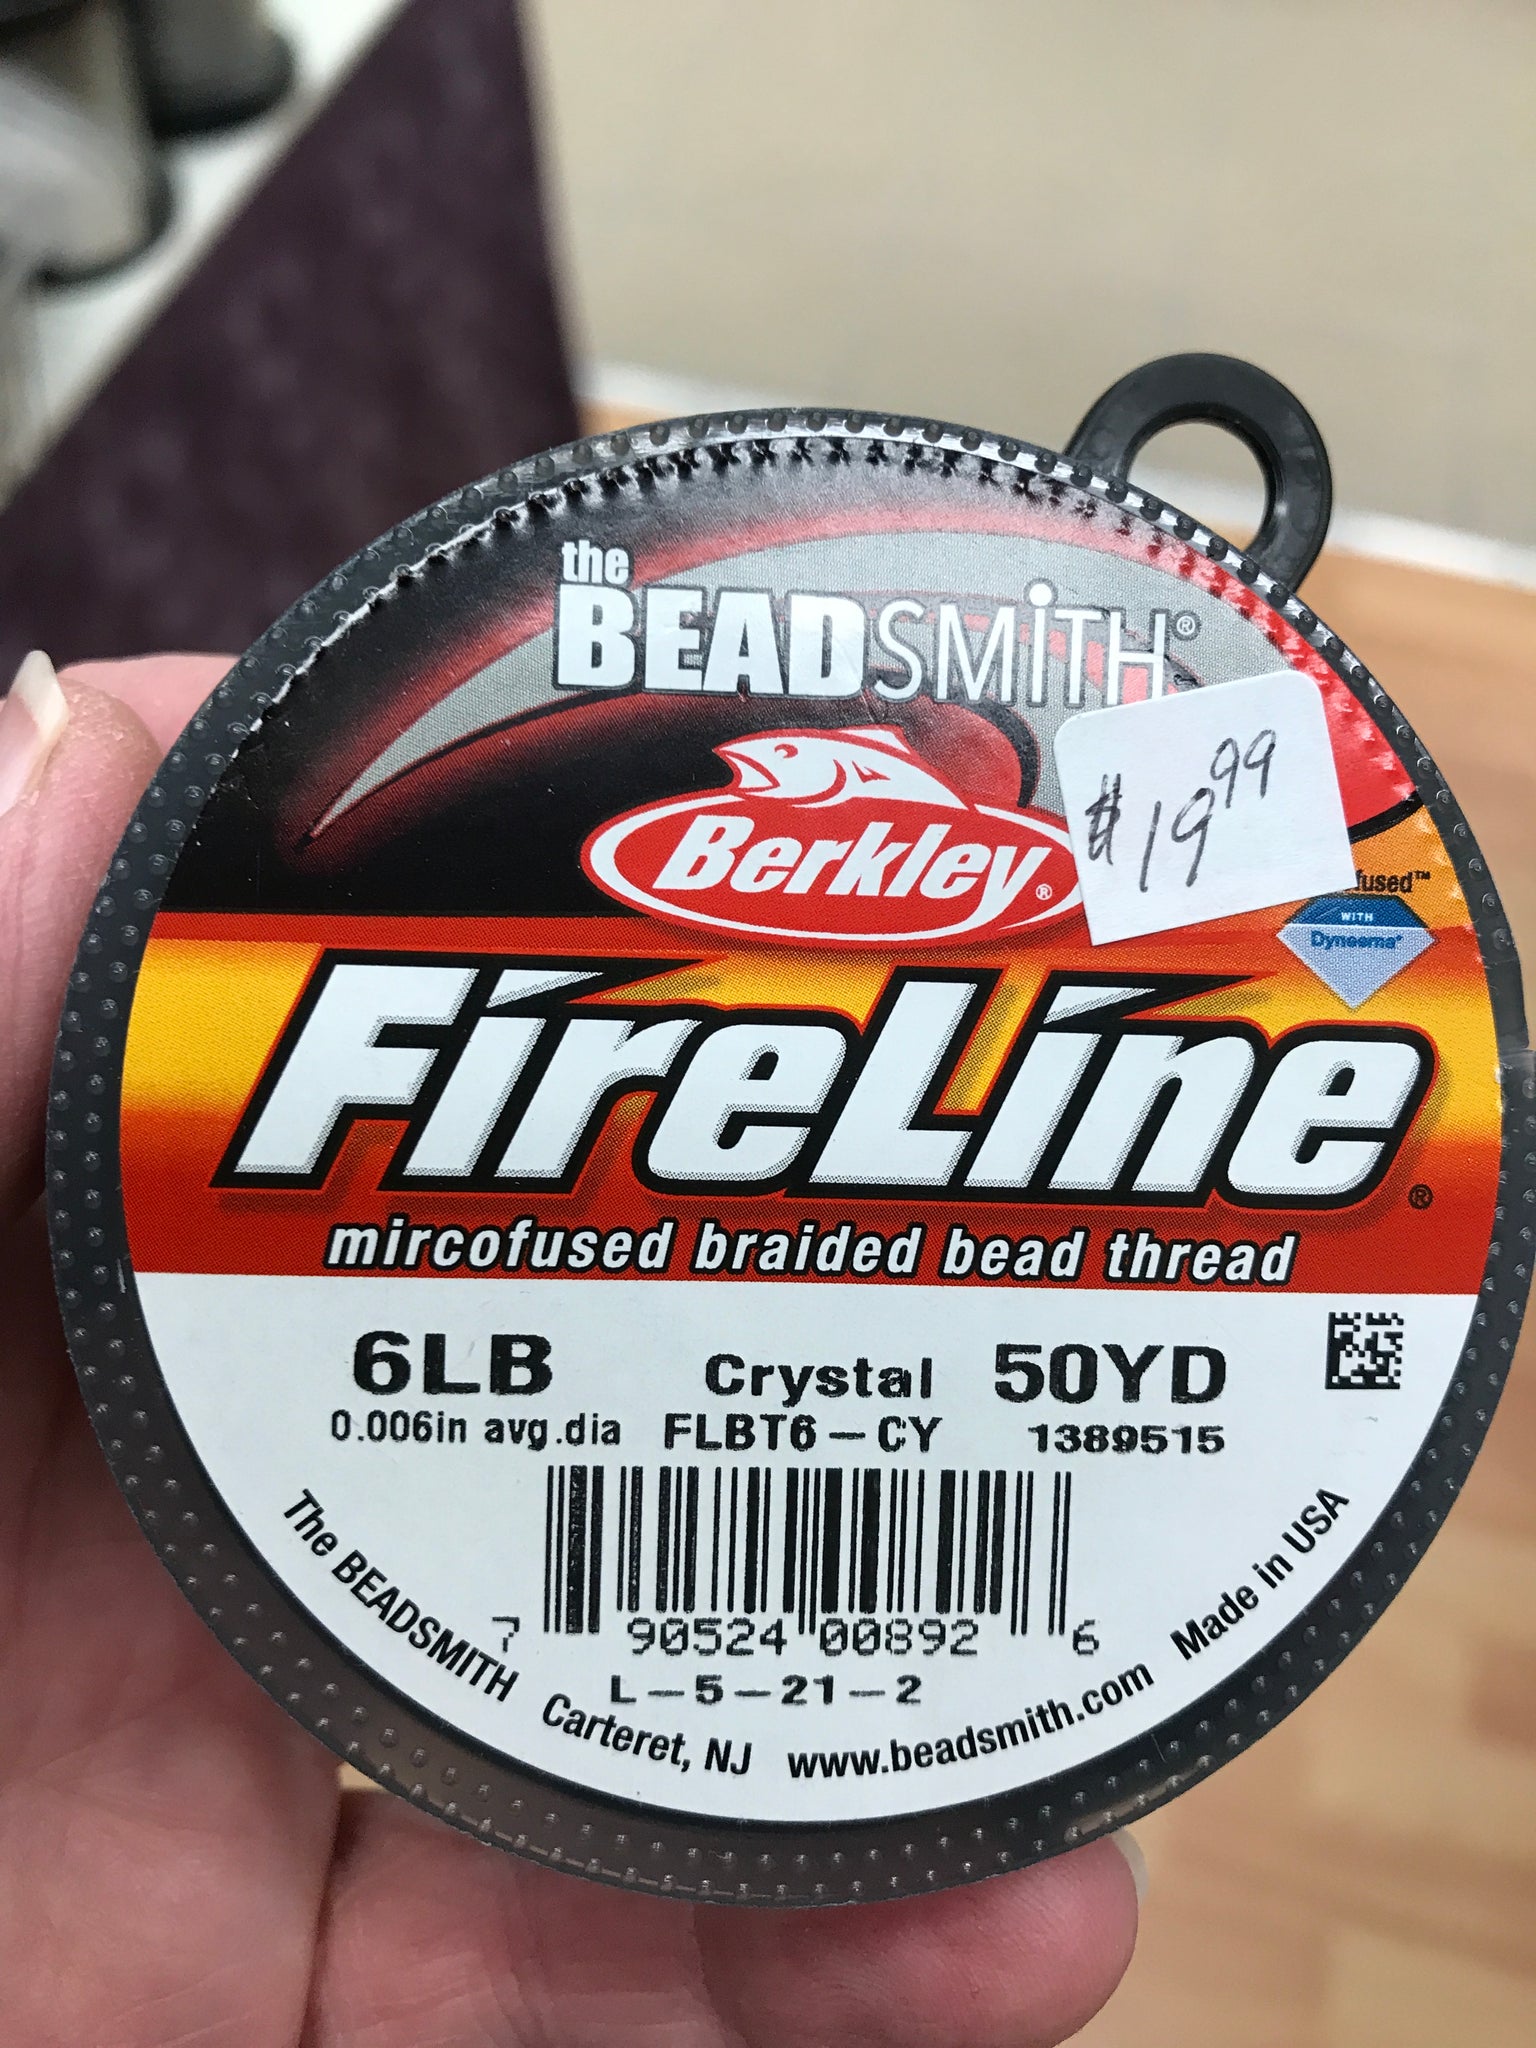 the
BEADSMiTH®
Berkley®
$19.99
fused™
WITH
Dyneema®
FireLine®
mircofused braided bead thread
6LB Crystal 50YD
0.006in avg.dia FLBT6-CY 1389515
7 90524 00892 6
L-5-21-2
The BEADSMITH Carteret, NJ www.beadsmith.com Made in USA